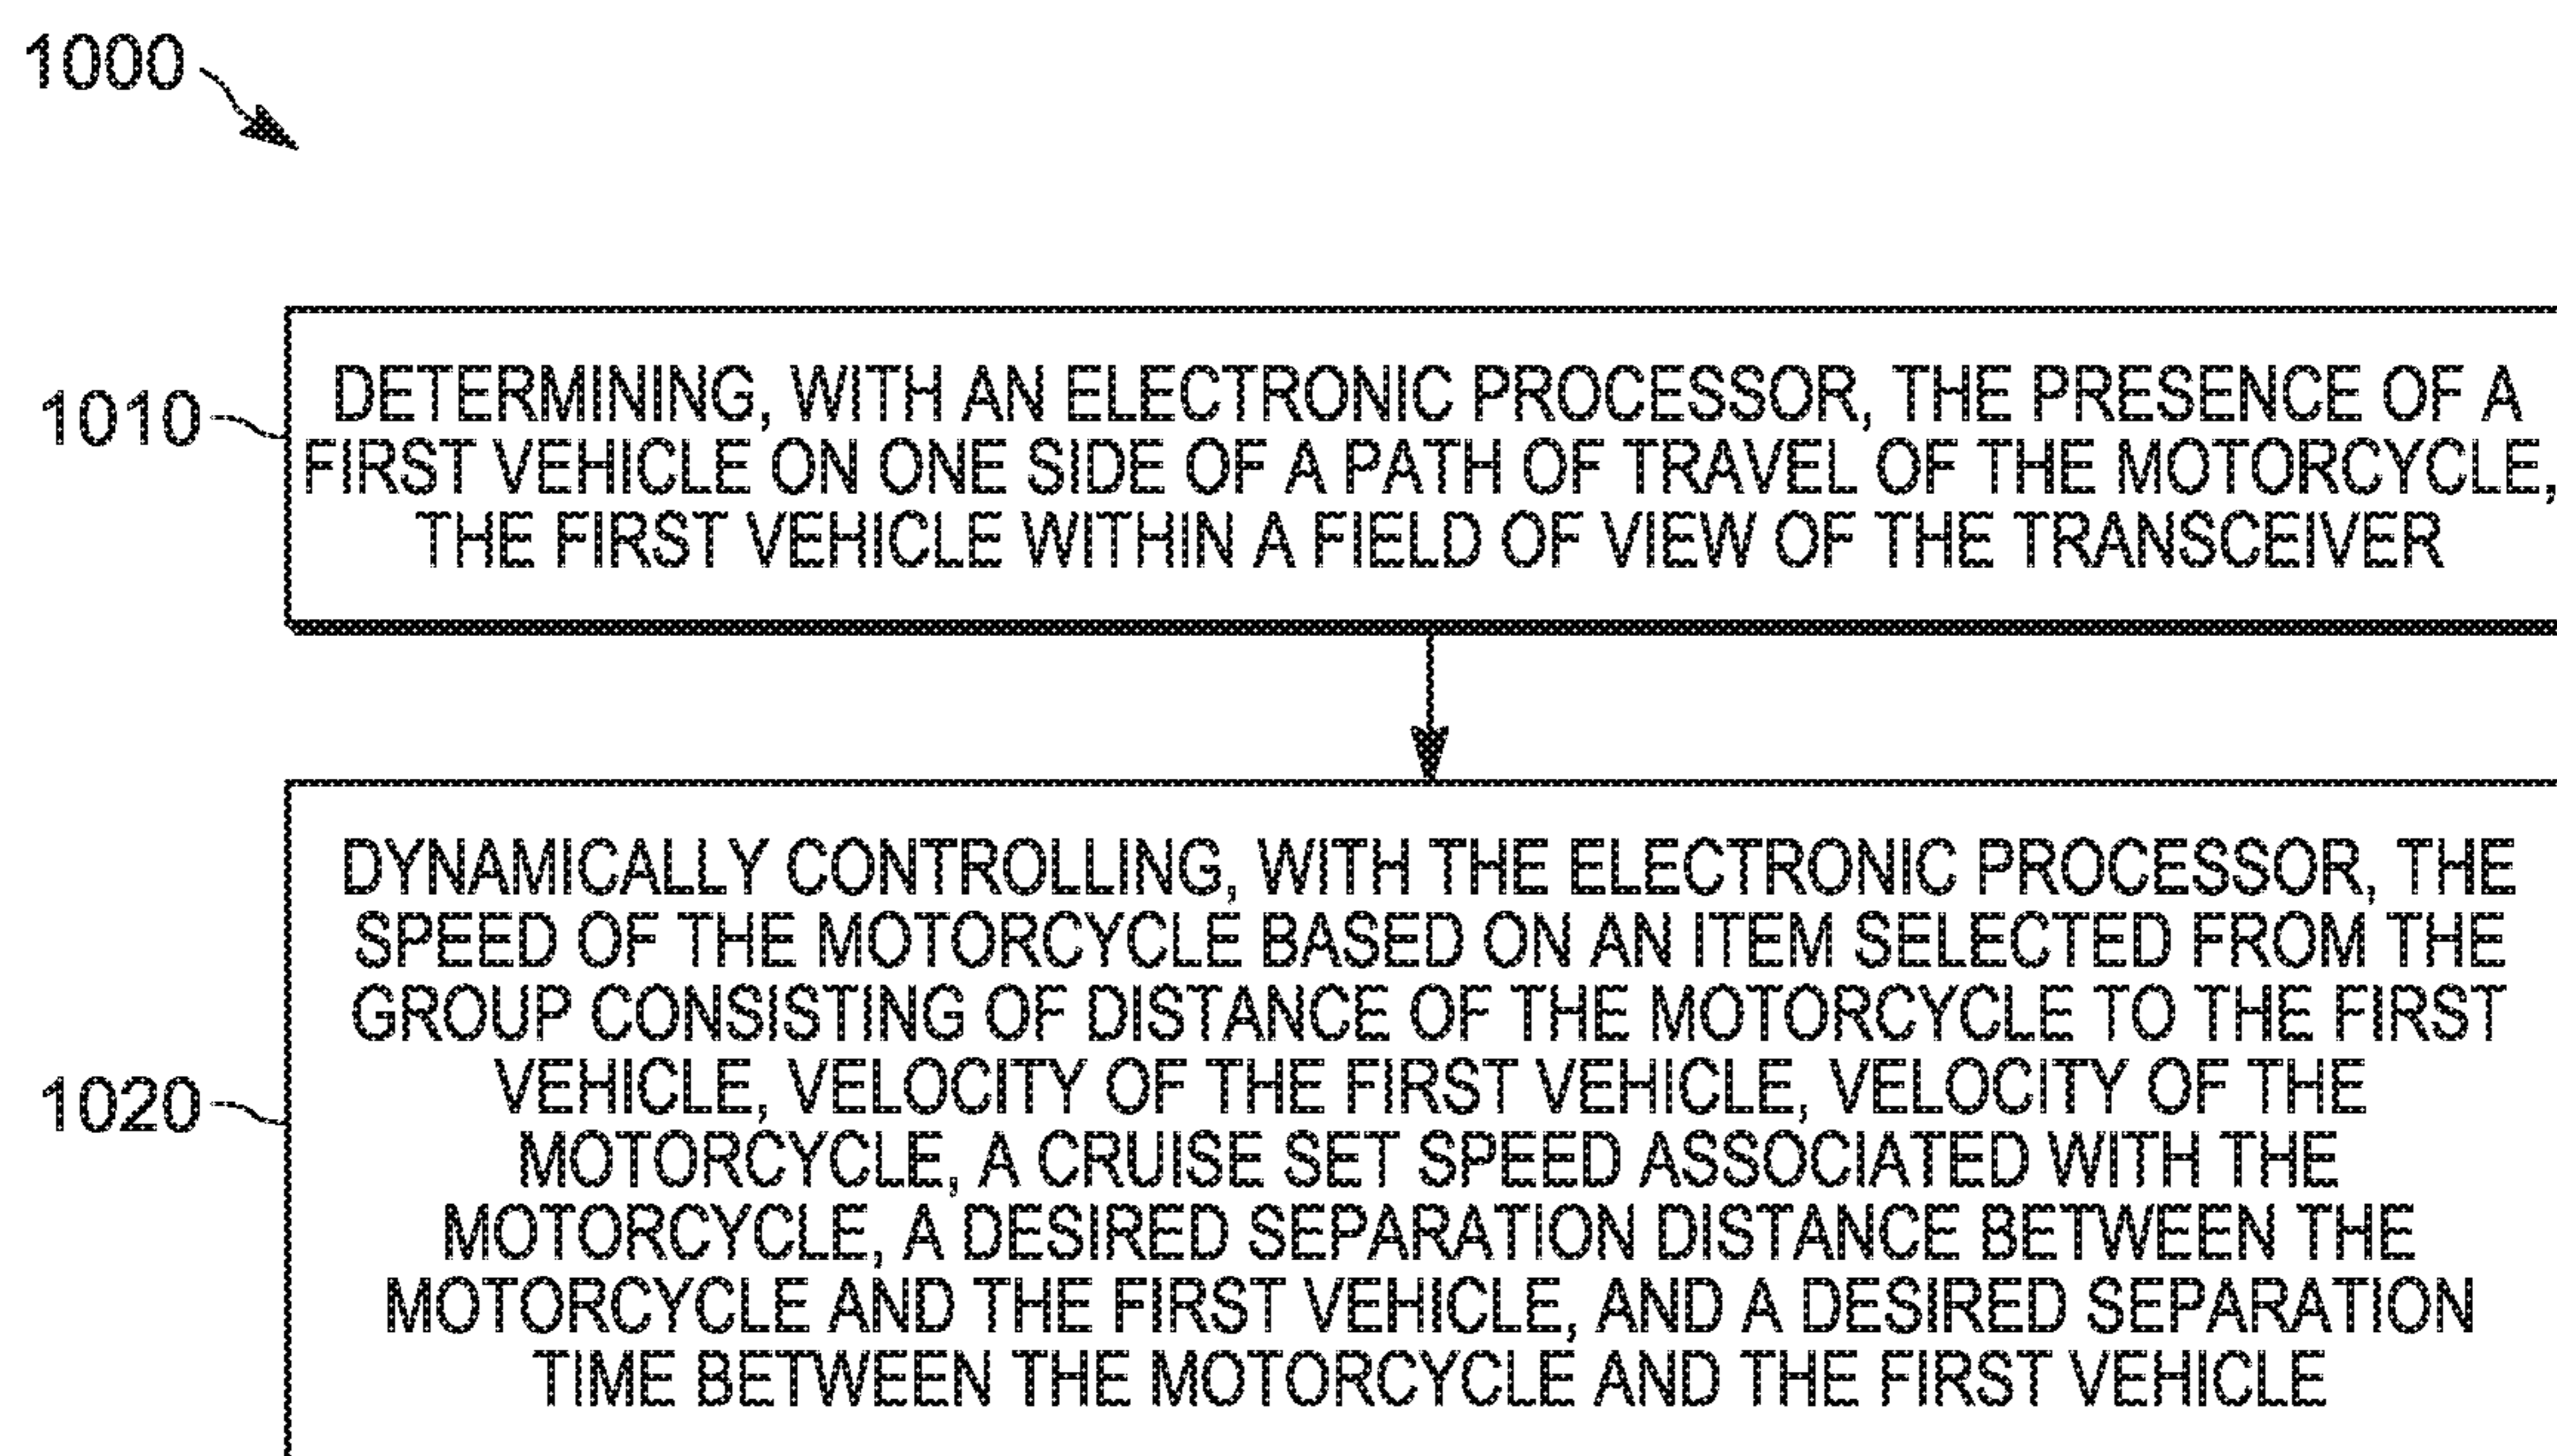 1000
1010
DETERMINING, WITH AN ELECTRONIC PROCESSOR, THE PRESENCE OF A
FIRST VEHICLE ON ONE SIDE OF A PATH OF TRAVEL OF THE MOTORCYCLE,
THE FIRST VEHICLE WITHIN A FIELD OF VIEW OF THE TRANSCEIVER
1020
DYNAMICALLY CONTROLLING, WITH THE ELECTRONIC PROCESSOR, THE
SPEED OF THE MOTORCYCLE BASED ON AN ITEM SELECTED FROM THE
GROUP CONSISTING OF DISTANCE OF THE MOTORCYCLE TO THE FIRST
VEHICLE, VELOCITY OF THE FIRST VEHICLE, VELOCITY OF THE
MOTORCYCLE, A CRUISE SET SPEED ASSOCIATED WITH THE
MOTORCYCLE, A DESIRED SEPARATION DISTANCE BETWEEN THE
MOTORCYCLE AND THE FIRST VEHICLE, AND A DESIRED SEPARATION
TIME BETWEEN THE MOTORCYCLE AND THE FIRST VEHICLE